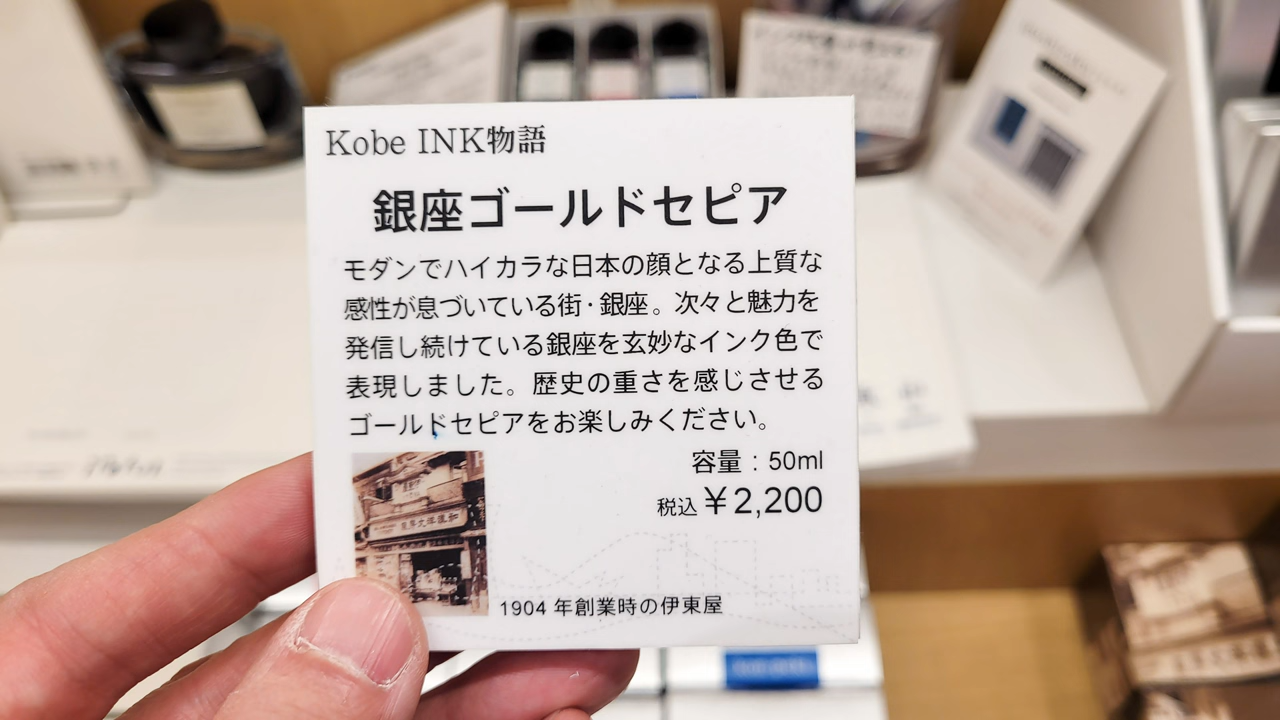 Kobe INK物語
銀座ゴールドセピア
モダンでハイカラな日本の顔となる上質な
感性が息づいている街・銀座。次々と魅力を
発信し続けている銀座を玄妙なインク色で
表現しました。歴史の重さを感じさせる
ゴールドセピアをお楽しみください。
容量：50ml
税込￥2,200
1904 年創業時の伊東屋